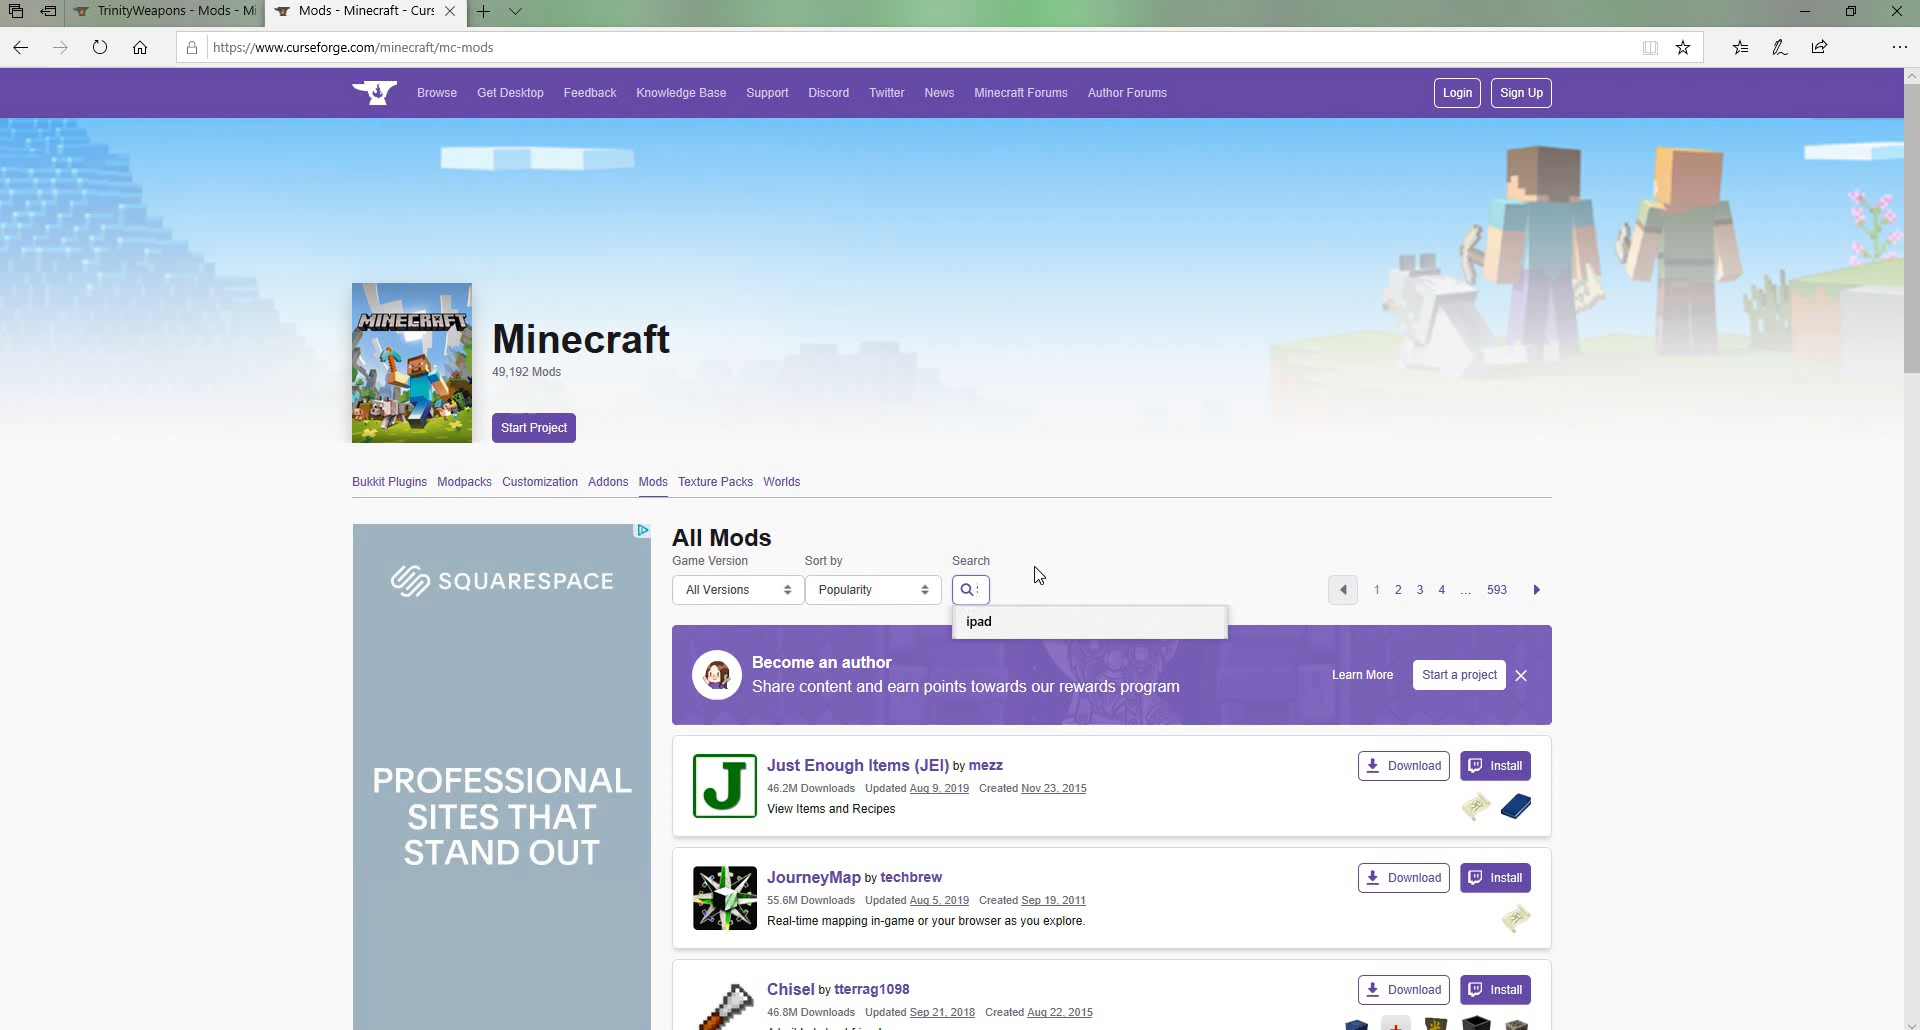 TrinityWeapons - Mods - Mi
Mods - Minecraft - Curs
https://www.curseforge.com/minecraft/mc-mods
Browse Get Desktop Feedback Knowledge Base Support Discord Twitter News Minecraft Forums Author Forums
Login Sign Up
MINECRAFT
Minecraft
49,192 Mods
Start Project
Bukkit Plugins Modpacks Customization Addons Mods Texture Packs Worlds
All Mods
Game Version Sort by Search
All Versions Popularity
1 2 3 4 ... 593
ipad
SQUARESPACE
PROFESSIONAL
SITES THAT
STAND OUT
Become an author
Share content and earn points towards our rewards program
Learn More Start a project
J
Just Enough Items (JEI) by mezz
46.2M Downloads Updated Aug 9, 2019 Created Nov 23, 2015
View Items and Recipes
Download Install
JourneyMap by techbrew
55.6M Downloads Updated Aug 5, 2019 Created Sep 19, 2011
Real-time mapping in-game or your browser as you explore.
Download Install
Chisel by tterrag1098
46.8M Downloads Updated Sep 21, 2018 Created Aug 22, 2015
Download Install